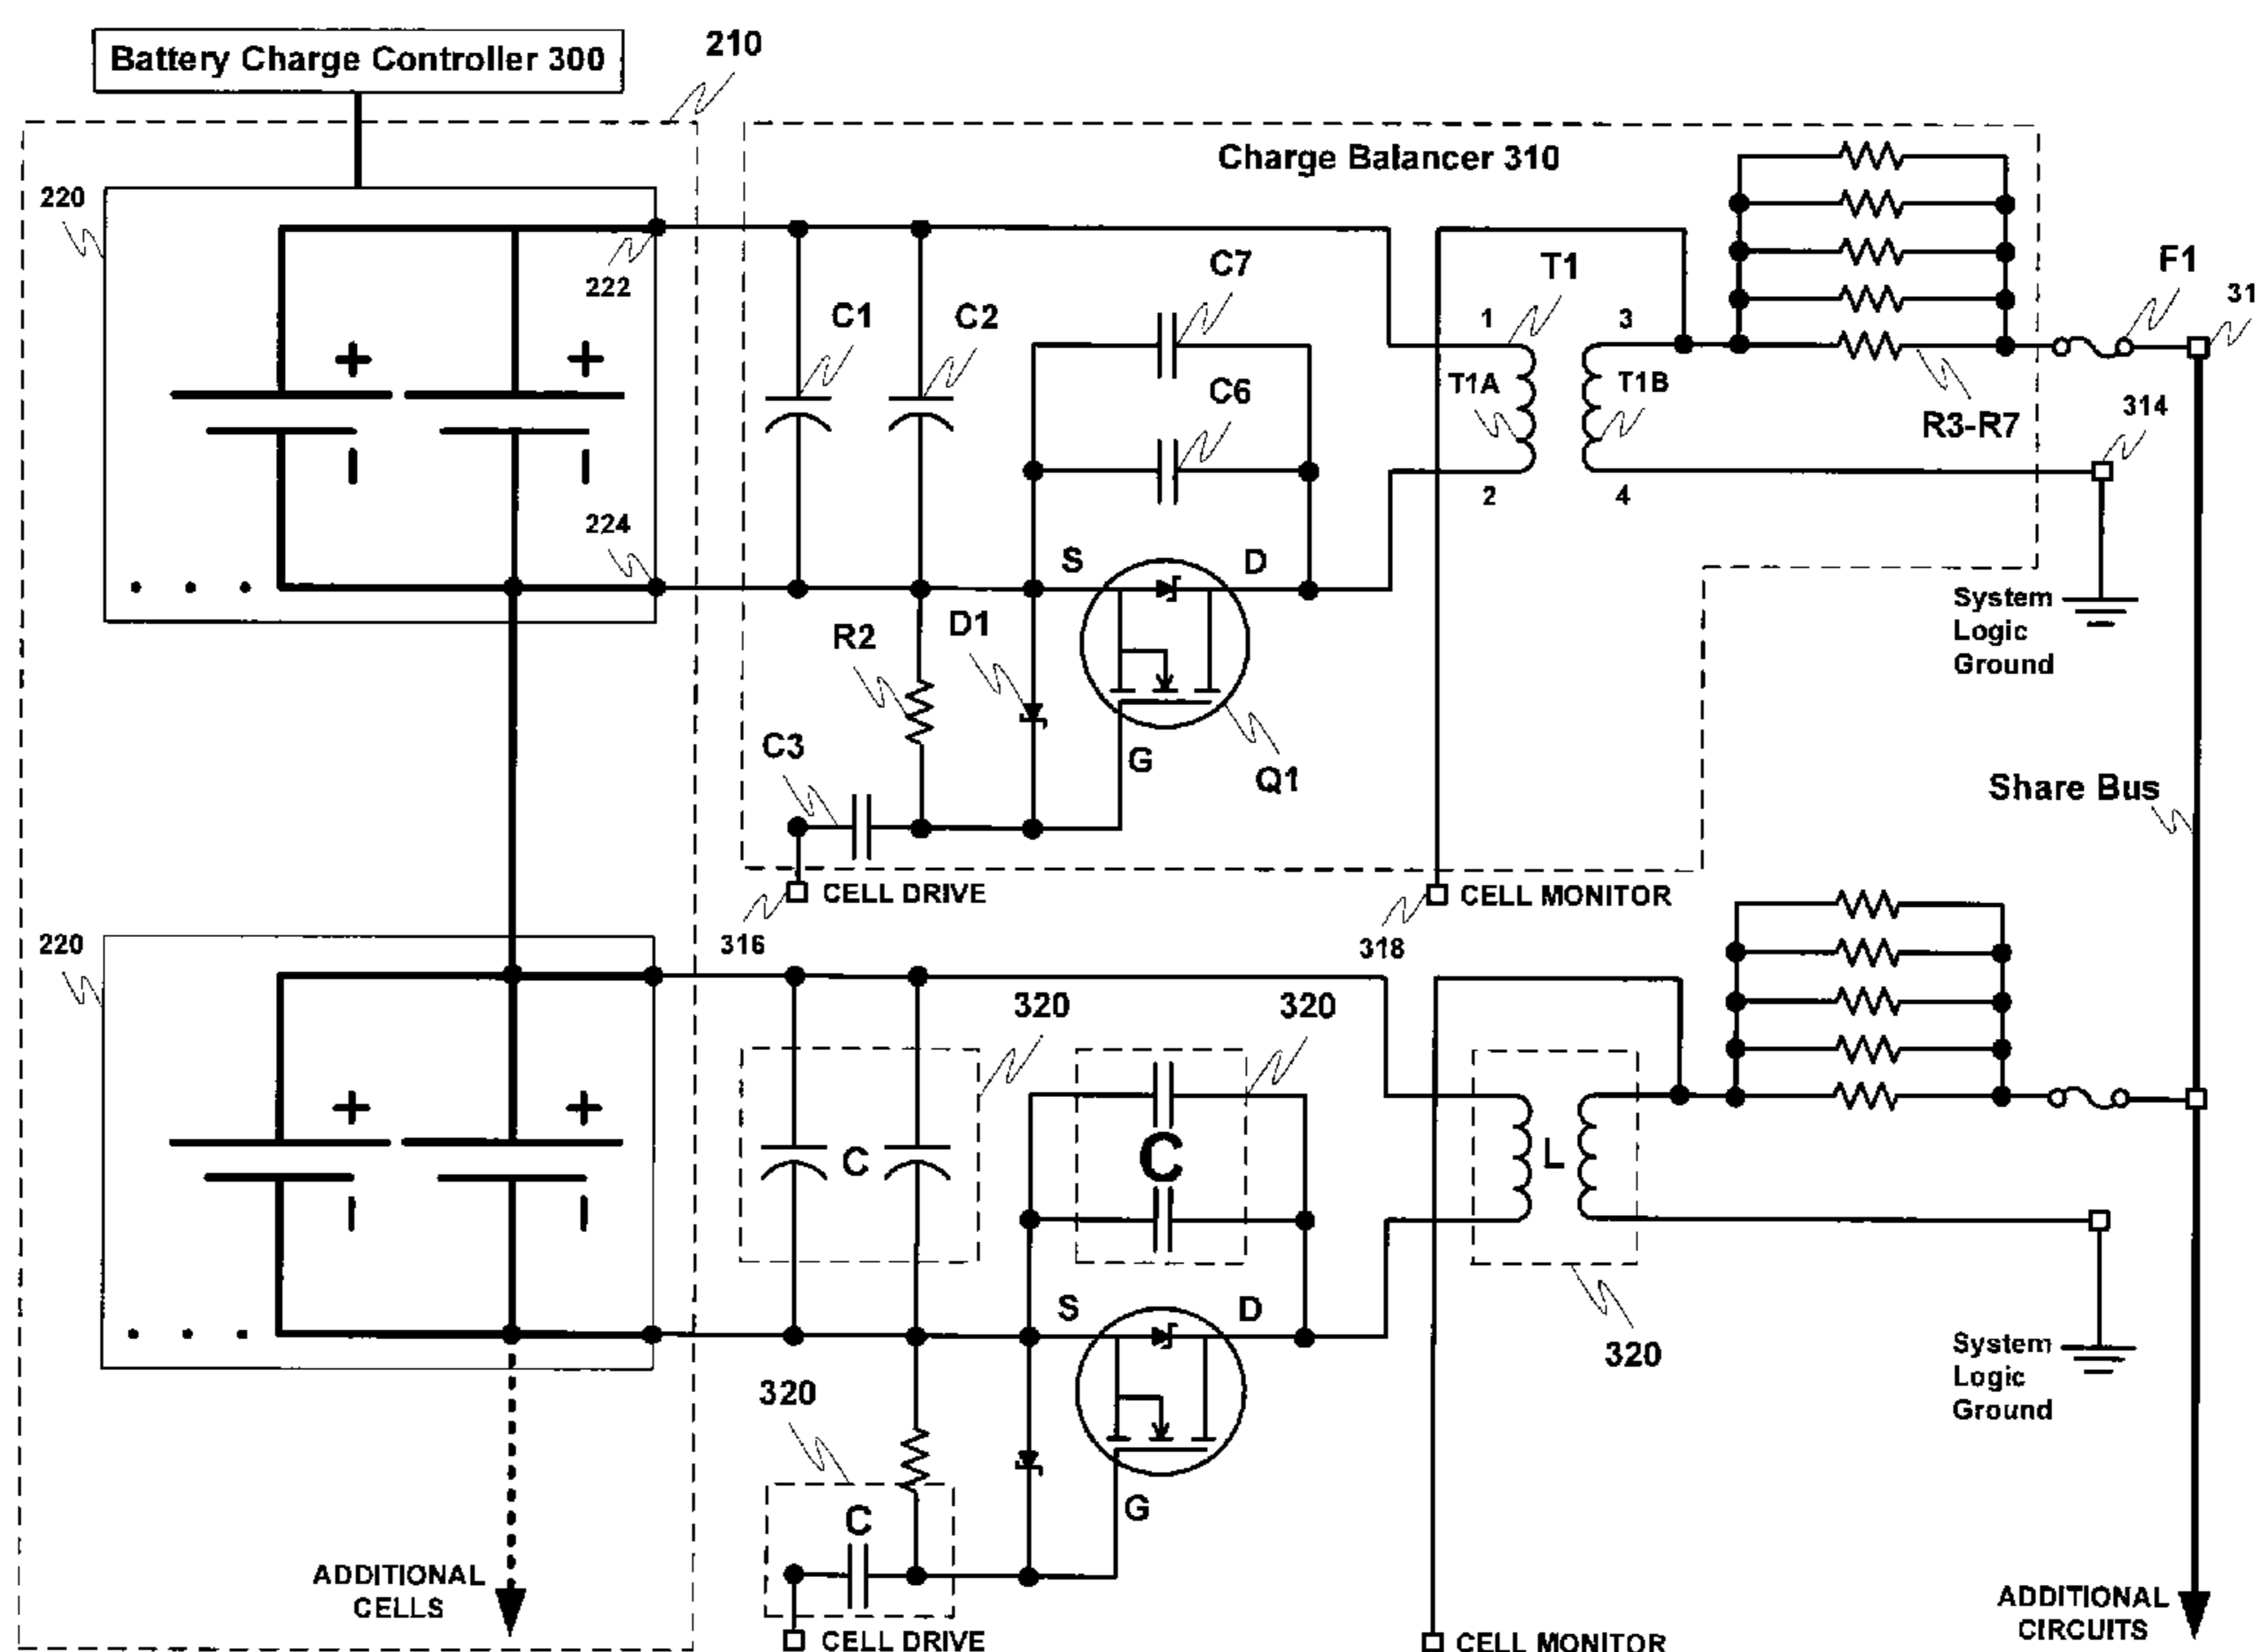 Battery Charge Controller 300
210
Charge Balancer 310
220
222
224
+
+
C1
C2
C7
C6
T1
1
3
T1A
T1B
2
4
R3-R7
F1
31
314
S
D
R2
D1
G
Q1
C3
System
Logic
Ground
Share Bus
CELL DRIVE
316
CELL MONITOR
318
220
320
320
+
+
C
C
L
S
D
320
320
G
C
System
Logic
Ground
ADDITIONAL
CELLS
CELL DRIVE
CELL MONITOR
ADDITIONAL
CIRCUITS